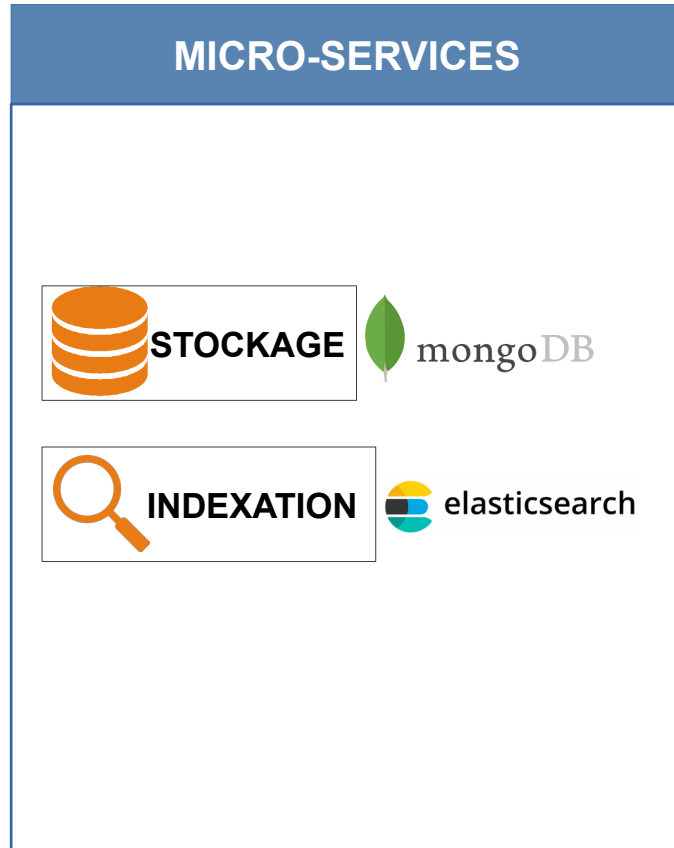 MICRO-SERVICES
STOCKAGE
mongoDB
INDEXATION
elasticsearch